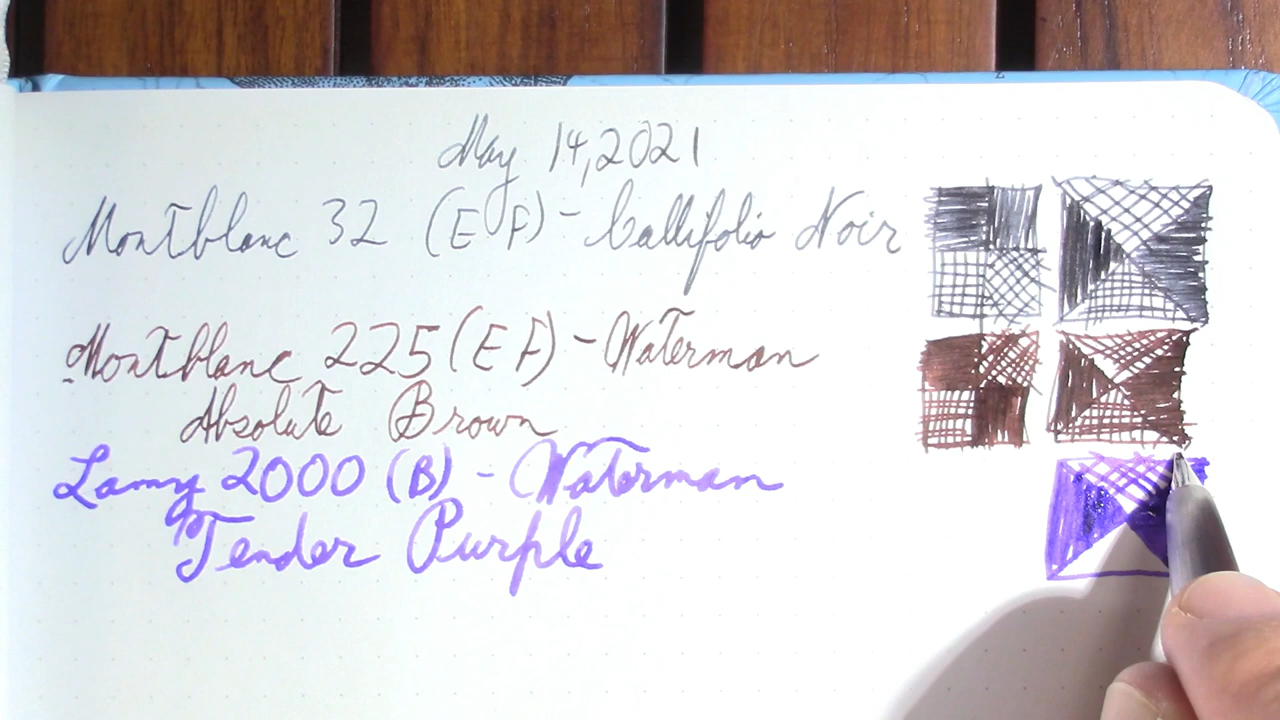 May 14, 2021
Montblanc 32 (EF) - Callifolio Noir
Montblanc 225 (EF) - Waterman
Absolute Brown
Lamy 2000 (B) - Waterman
Tender Purple